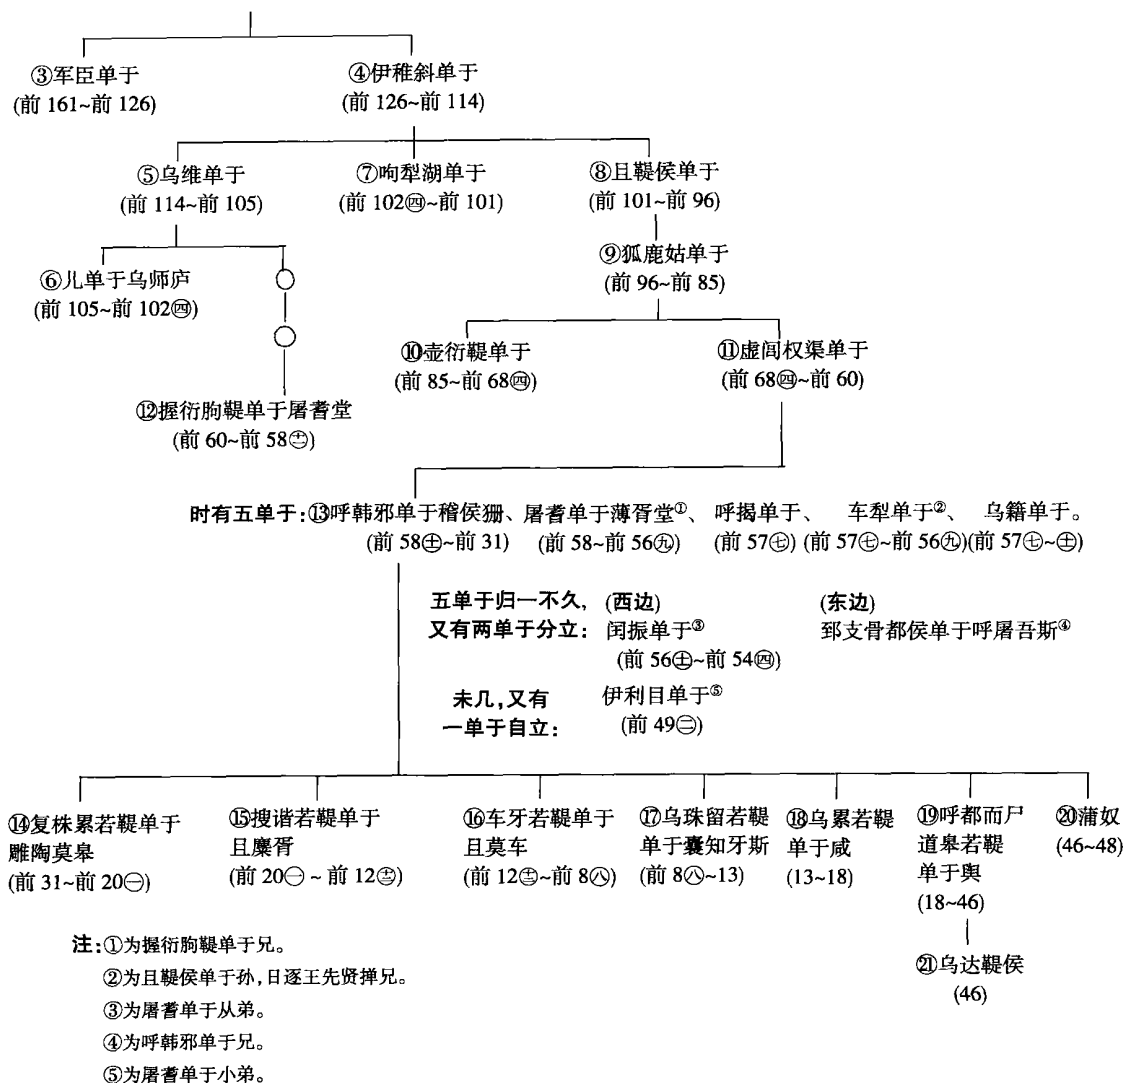 ③军臣单于
(前 161~前 126)
④伊稚斜单于
(前 126~前 114)
⑤乌维单于
(前 114~前 105)
⑦呴犁湖单于
(前 102㊃~前 101)
⑧且鞮侯单于
(前 101~前 96)
⑥儿单于乌师庐
(前 105~前 102㊃)
⑨狐鹿姑单于
(前 96~前 85)
⑩壶衍鞮单于
(前 85~前 68㊃)
⑪虚闾权渠单于
(前 68㊃~前 60)
⑫握衍朐鞮单于屠耆堂
(前 60~前 58)
时有五单于:⑬呼韩邪单于稽侯狦、屠耆单于薄胥堂①、呼揭单于、车犁单于②、乌籍单于。
(前 58~前 31) (前 58~前 56㊈) (前 57㊆) (前 57㊆~前 56㊈)(前 57㊆~)
五单于归一不久, (西边) (东边)
又有两单于分立: 闰振单于③ 郅支骨都侯单于呼屠吾斯④
(前 56~前 54㊃)
未几,又有 伊利目单于⑤
一单于自立: (前 49㊁)
⑭复株累若鞮单于
雕陶莫皋
(前 31~前 20㊀)
⑮搜谐若鞮单于
且麋胥
(前 20㊀~前 12)
⑯车牙若鞮单于
且莫车
(前 12~前 8㊇)
⑰乌珠留若鞮
单于囊知牙斯
(前 8㊇~13)
⑱乌累若鞮
单于咸
(13~18)
⑲呼都而尸
道皋若鞮
单于舆
(18~46)
⑳蒲奴
(46~48)
㉑乌达鞮侯
(46)
注:①为握衍朐鞮单于兄。
②为且鞮侯单于孙,日逐王先贤掸兄。
③为屠耆单于从弟。
④为呼韩邪单于兄。
⑤为屠耆单于小弟。